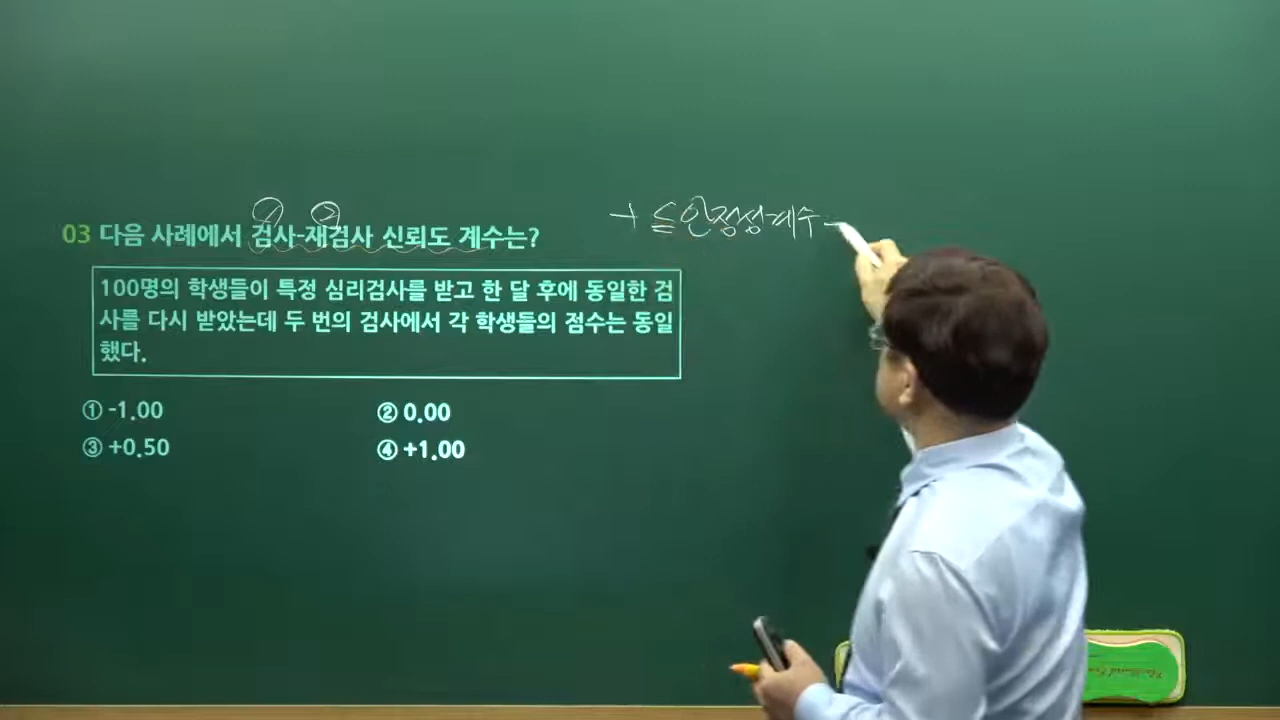 ① ②
03 다음 사례에서 검사-재검사 신뢰도 계수는?
안정성계수
100명의 학생들이 특정 심리검사를 받고 한 달 후에 동일한 검
사를 다시 받았는데 두 번의 검사에서 각 학생들의 점수는 동일
했다.
① -1.00 ② 0.00
③ +0.50 ④ +1.00